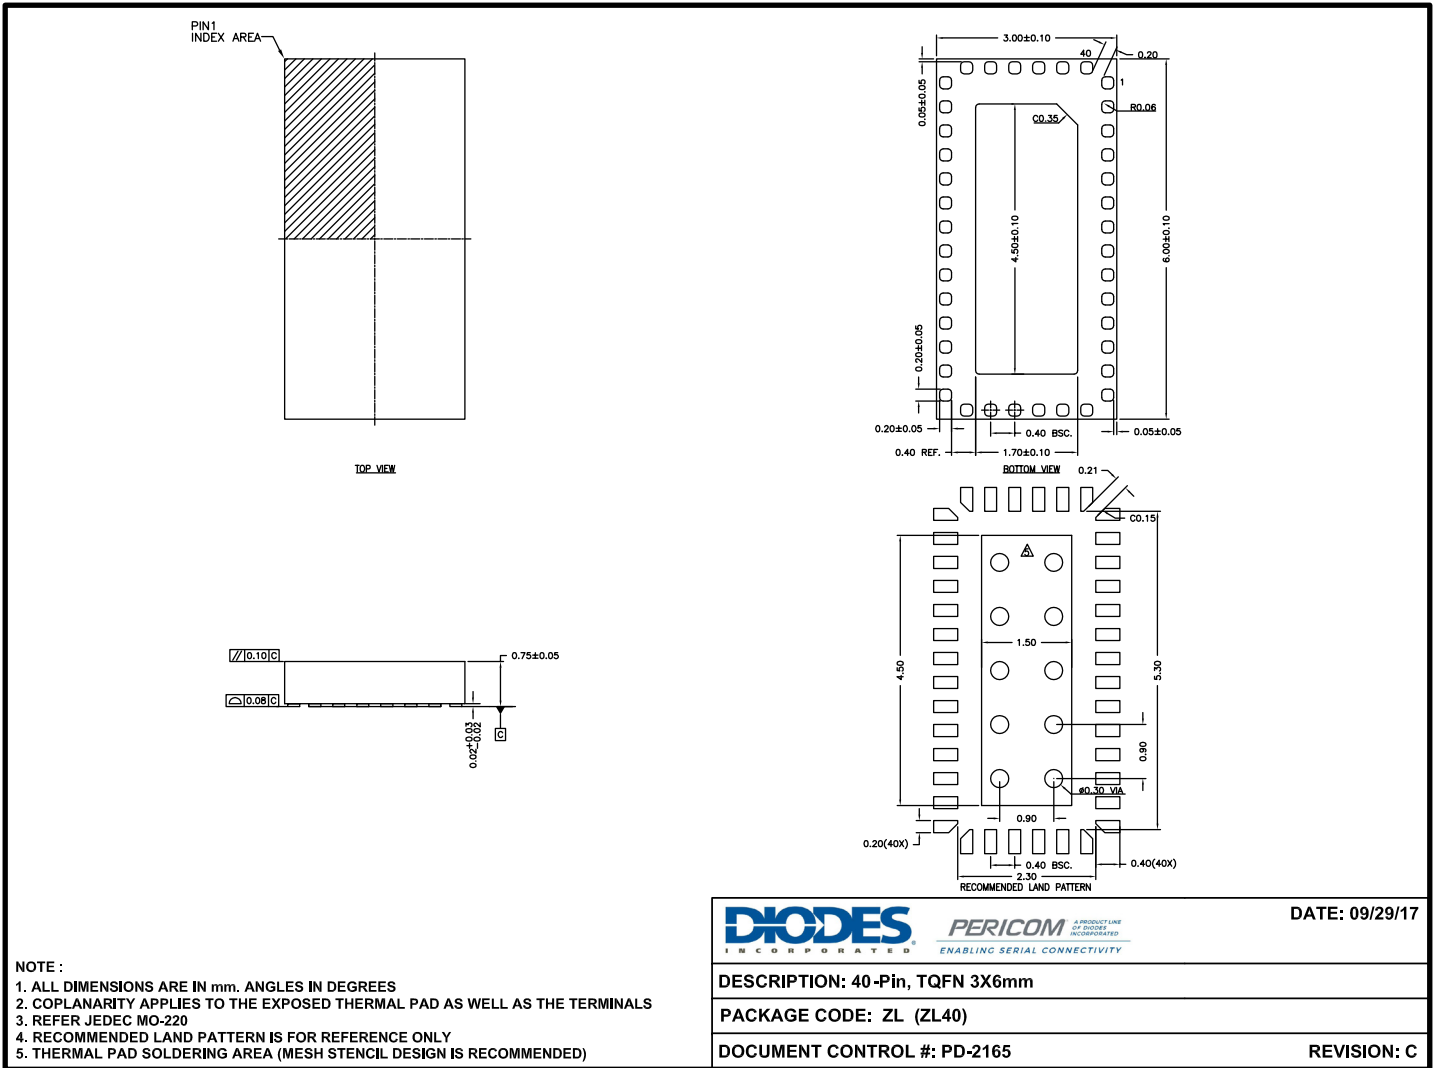 PIN1
INDEX AREA
TOP VIEW
3.00±0.10
40
0.20
1
0.05±0.05
R0.06
C0.35
4.50±0.10
6.00±0.10
0.20±0.05
0.20±0.05
0.40 BSC.
0.05±0.05
0.40 REF.
1.70±0.10
BOTTOM VIEW
0.21
C0.15
5
1.50
4.50
5.30
0.90
ø0.30 VIA
0.90
0.20(40X)
0.40 BSC.
0.40(40X)
2.30
RECOMMENDED LAND PATTERN
// 0.10 C
0.75±0.05
0.08 C
0.02+0.03-0.02
C
NOTE :
1. ALL DIMENSIONS ARE IN mm. ANGLES IN DEGREES
2. COPLANARITY APPLIES TO THE EXPOSED THERMAL PAD AS WELL AS THE TERMINALS
3. REFER JEDEC MO-220
4. RECOMMENDED LAND PATTERN IS FOR REFERENCE ONLY
5. THERMAL PAD SOLDERING AREA (MESH STENCIL DESIGN IS RECOMMENDED)
DIODES
INCORPORATED
PERICOM
A PRODUCT LINE
OF DIODES
INCORPORATED
ENABLING SERIAL CONNECTIVITY
DATE: 09/29/17
DESCRIPTION: 40-Pin, TQFN 3X6mm
PACKAGE CODE: ZL (ZL40)
DOCUMENT CONTROL #: PD-2165
REVISION: C